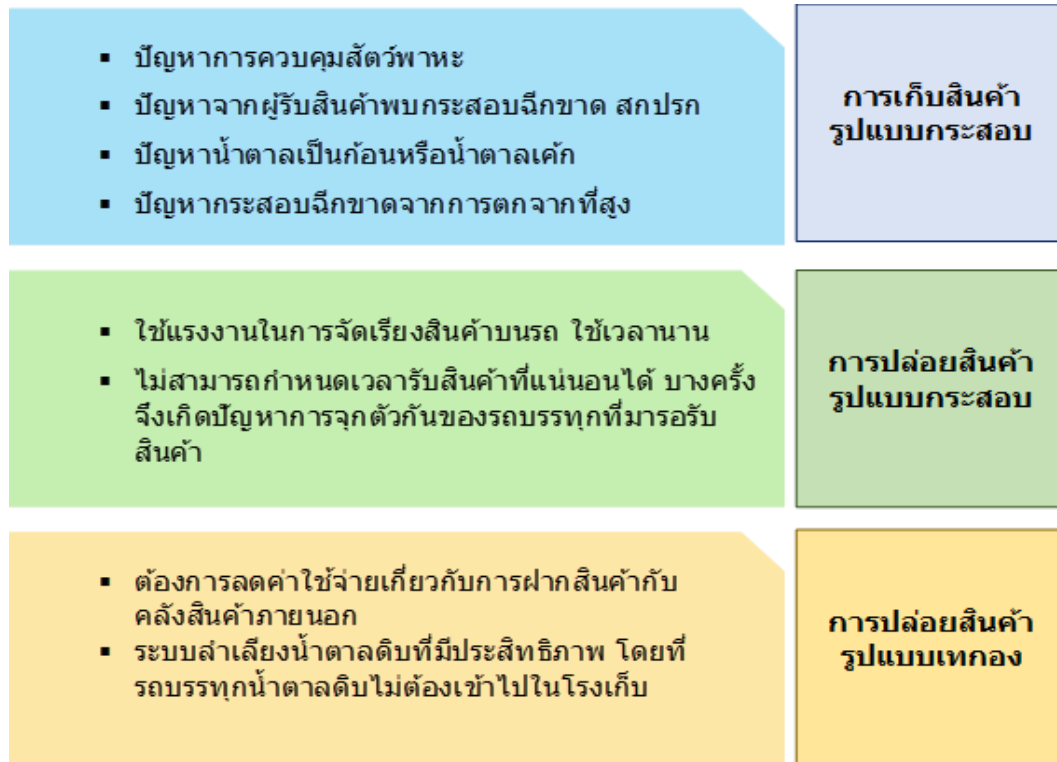 ▪ ปัญหาการควบคุมสัตว์พาหะ
▪ ปัญหาจากผู้รับสินค้าพบกระสอบฉีกขาด สกปรก
▪ ปัญหาน้ำตาลเป็นก้อนหรือน้ำตาลเค้ก
▪ ปัญหากระสอบฉีกขาดจากการตกจากที่สูง
การเก็บสินค้า
รูปแบบกระสอบ
▪ ใช้แรงงานในการจัดเรียงสินค้าบนรถ ใช้เวลานาน
▪ ไม่สามารถกำหนดเวลารับสินค้าที่แน่นอนได้ บางครั้ง
จึงเกิดปัญหาการจุกตัวกันของรถบรรทุกที่มารอรับ
สินค้า
การปล่อยสินค้า
รูปแบบกระสอบ
▪ ต้องการลดค่าใช้จ่ายเกี่ยวกับการฝากสินค้ากับ
คลังสินค้าภายนอก
▪ ระบบลำเลียงน้ำตาลดิบที่มีประสิทธิภาพ โดยที่
รถบรรทุกน้ำตาลดิบไม่ต้องเข้าไปในโรงเก็บ
การปล่อยสินค้า
รูปแบบเทกอง